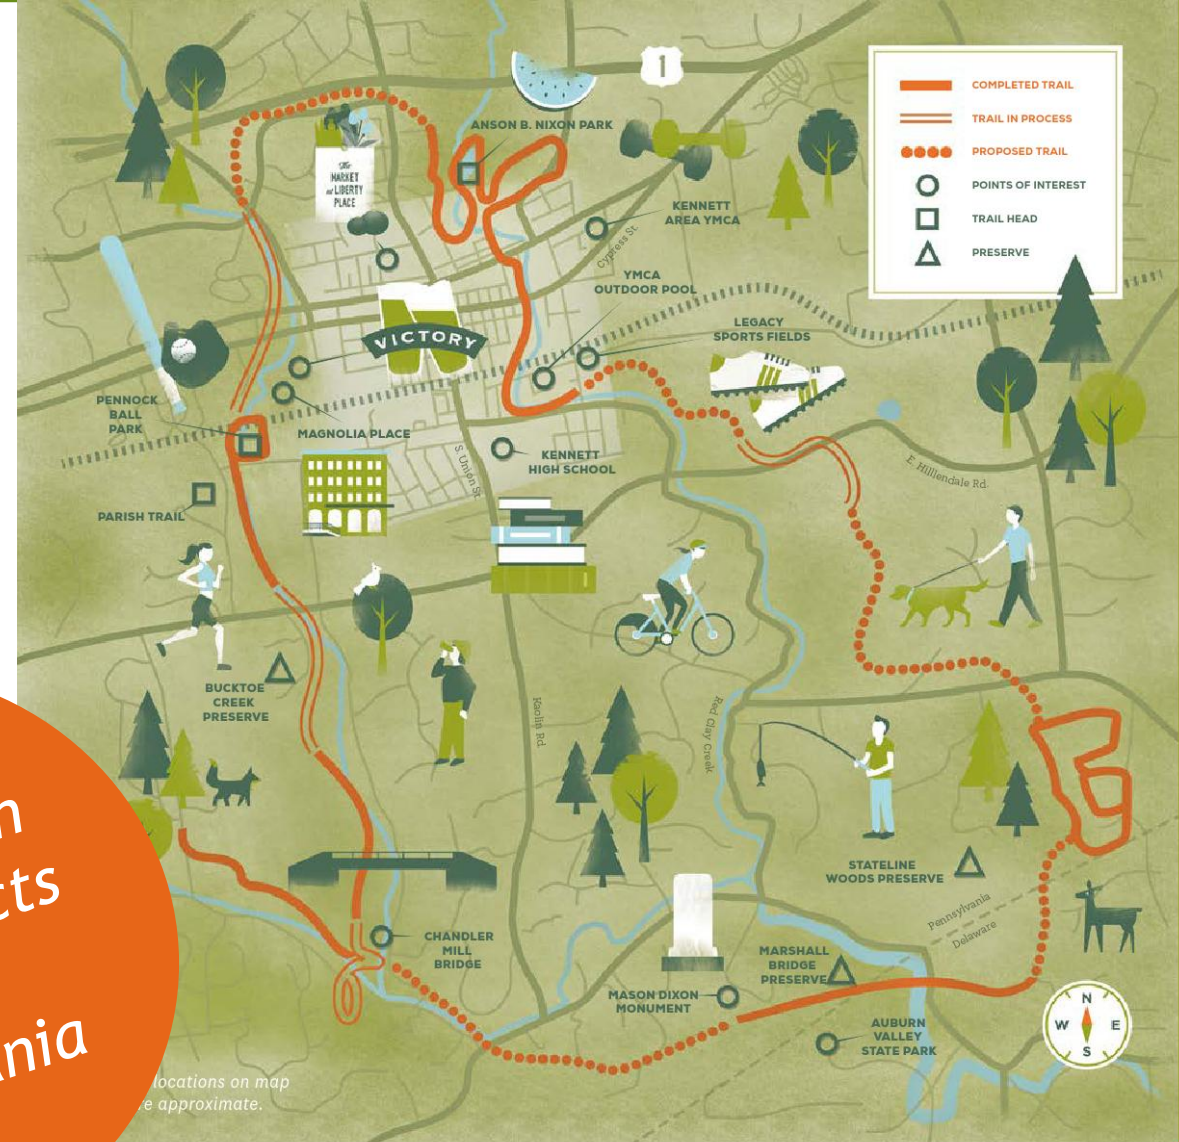 1
COMPLETED TRAIL
TRAIL IN PROCESS
PROPOSED TRAIL
POINTS OF INTEREST
TRAIL HEAD
PRESERVE
ANSON B. NIXON PARK
The
MARKET
at LIBERTY
PLACE
KENNETT
AREA YMCA
Cypress St.
YMCA
OUTDOOR POOL
LEGACY
SPORTS FIELDS
VICTORY
PENNOCK
BALL
PARK
MAGNOLIA PLACE
KENNETT
HIGH SCHOOL
S. Union St.
E. Hilllendale Rd.
PARISH TRAIL
BUCKTOE
CREEK
PRESERVE
Kaolin Rd.
Red Clay Creek
STATELINE
WOODS PRESERVE
Pennsylvania
Delaware
CHANDLER
MILL
BRIDGE
MARSHALL
BRIDGE
PRESERVE
MASON DIXON
MONUMENT
AUBURN
VALLEY
STATE PARK
N
W E
S
locations on map
approximate.